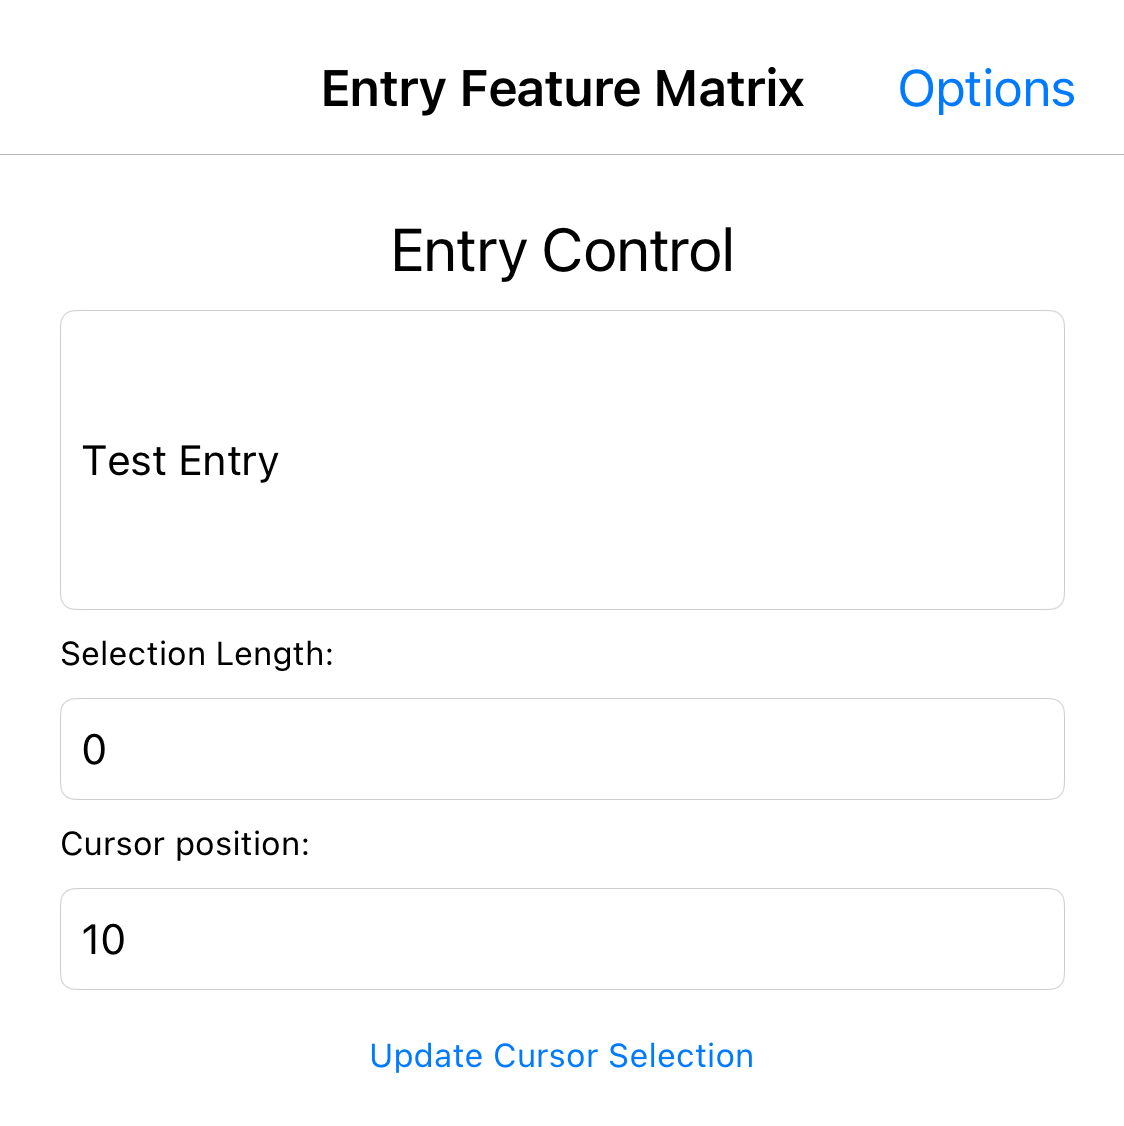 Entry Feature Matrix Options
Entry Control
Test Entry
Selection Length:
0
Cursor position:
10
Update Cursor Selection